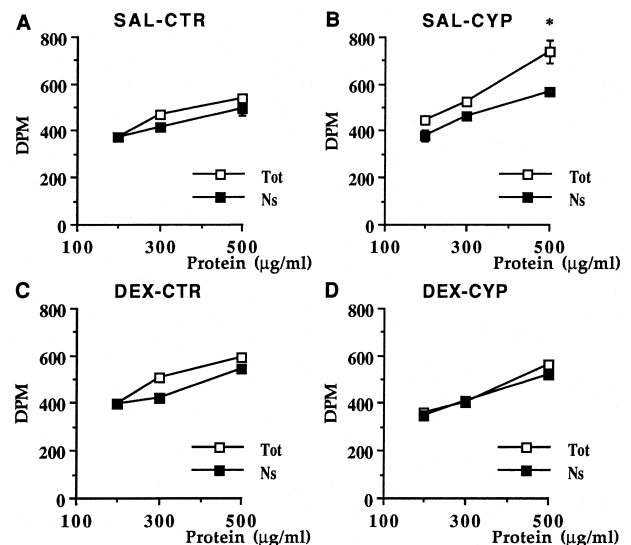 A SAL-CTR
800
600
400
200
0
DPM
Tot
Ns
100 300 500
Protein (μg/ml)
B SAL-CYP *
800
600
400
200
0
DPM
Tot
Ns
100 300 500
Protein (μg/ml)
C DEX-CTR
800
600
400
200
0
DPM
Tot
Ns
100 300 500
Protein (μg/ml)
D DEX-CYP
800
600
400
200
0
DPM
Tot
Ns
100 300 500
Protein (μg/ml)